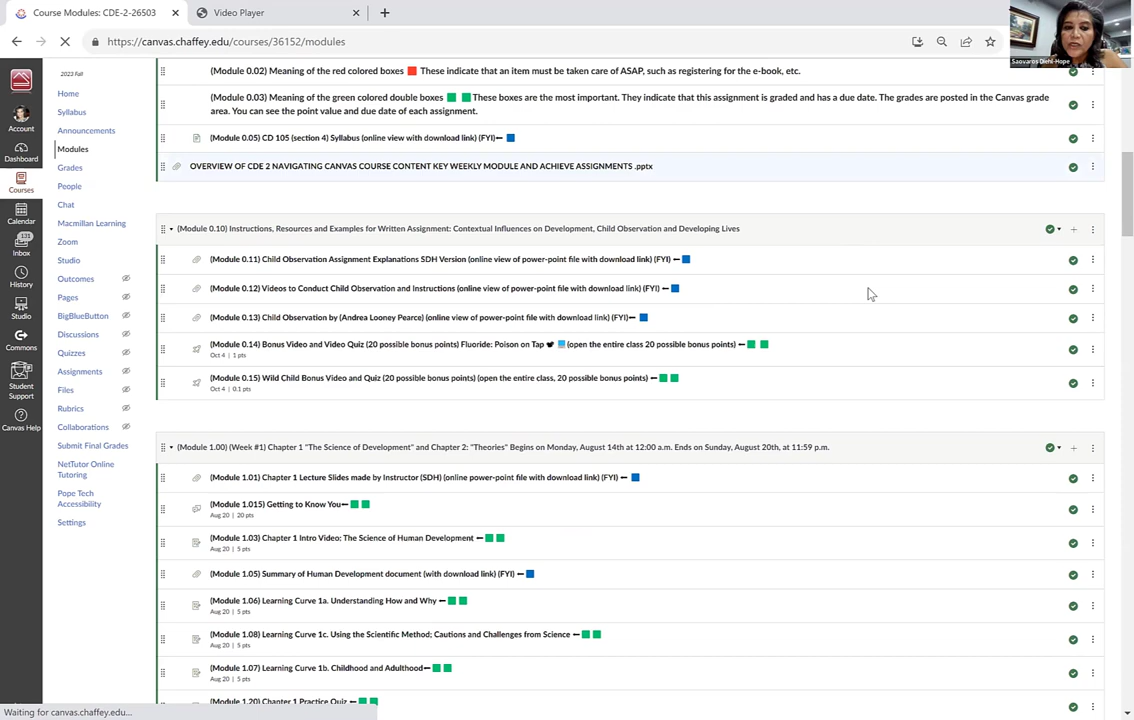 Course Modules: CDE-2-26503
Video Player
https://canvas.chaffey.edu/courses/36152/modules
Saovaros Diehl-Hope
2023 Fall
Home
Syllabus
Announcements
Modules
Grades
People
Chat
Macmillen Learning
Zoom
Studio
Outcomes
Pages
BigBlueButton
Discussions
Quizzes
Assignments
Files
Rubrics
Collaborations
Submit Final Grades
NetTutor Online
Tutoring
Pope Tech
Accessibility
Settings
Account
Dashboard
Courses
Calendar
131
Inbox
History
Studio
Commons
Student
Support
Canvas Help
(Module 0.02) Meaning of the red colored boxes 🟥 These indicate that an item must be taken care of ASAP, such as registering for the e-book, etc.
(Module 0.03) Meaning of the green colored double boxes 🟩 🟩 These boxes are the most important. They indicate that this assignment is graded and has a due date. The grades are posted in the Canvas grade
area. You can see the point value and due date of each assignment.
(Module 0.05) CD 105 (section 4) Syllabus (online view with download link) (FYI)← 🟦
OVERVIEW OF CDE 2 NAVIGATING CANVAS COURSE CONTENT KEY WEEKLY MODULE AND ACHIEVE ASSIGNMENTS .pptx
(Module 0.10) Instructions, Resources and Examples for Written Assignment: Contextual Influences on Development, Child Observation and Developing Lives
(Module 0.11) Child Observation Assignment Explanations SDH Version (online view of power-point file with download link) (FYI) ← 🟦
(Module 0.12) Videos to Conduct Child Observation and Instructions (online view of power-point file with download link) (FYI) ← 🟦
(Module 0.13) Child Observation by (Andrea Looney Pearce) (online view of power-point file with download link) (FYI)← 🟦
(Module 0.14) Bonus Video and Video Quiz (20 possible bonus points) Fluoride: Poison on Tap (open the entire class 20 possible bonus points) ← 🟩 🟩
Oct 4 | 1 pts
(Module 0.15) Wild Child Bonus Video and Quiz (20 possible bonus points) (open the entire class, 20 possible bonus points) ← 🟩 🟩
Oct 4 | 0.1 pts
(Module 1.00) (Week #1) Chapter 1 "The Science of Development" and Chapter 2: "Theories" Begins on Monday, August 14th at 12:00 a.m. Ends on Sunday, August 20th, at 11:59 p.m.
(Module 1.01) Chapter 1 Lecture Slides made by Instructor (SDH) (online power-point file with download link) (FYI) ← 🟦
(Module 1.015) Getting to Know You← 🟩 🟩
Aug 20 | 20 pts
(Module 1.03) Chapter 1 Intro Video: The Science of Human Development ← 🟩 🟩
Aug 20 | 5 pts
(Module 1.05) Summary of Human Development document (with download link) (FYI) ← 🟦
(Module 1.06) Learning Curve 1a. Understanding How and Why ← 🟩 🟩
Aug 20 | 5 pts
(Module 1.08) Learning Curve 1c. Using the Scientific Method; Cautions and Challenges from Science ← 🟩 🟩
Aug 20 | 5 pts
(Module 1.07) Learning Curve 1b. Childhood and Adulthood← 🟩 🟩
Aug 20 | 5 pts
(Module 1.20) Chapter 1 Practice Quiz ← 🟩 🟩
Waiting for canvas.chaffey.edu...